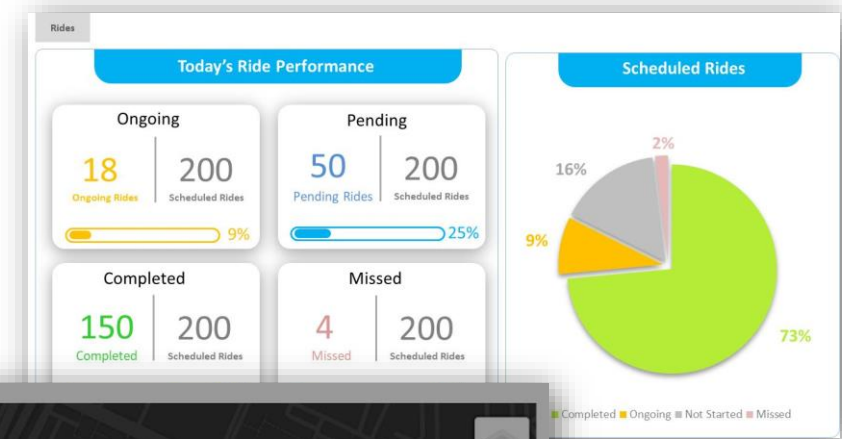 Rides
Today's Ride Performance
Ongoing
18
200
Ongoing Rides
Scheduled Rides
9%
Pending
50
200
Pending Rides
Scheduled Rides
25%
Completed
150
200
Completed
Scheduled Rides
Missed
4
200
Missed
Scheduled Rides
Scheduled Rides
2%
16%
9%
73%
Completed Ongoing Not Started Missed